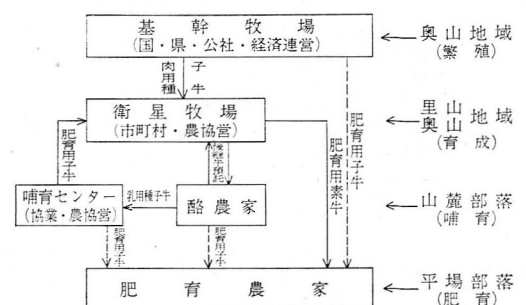 基幹牧場
(国・県・公社・経済連営)
奥山地域
(繁殖)
肉用種
子牛
衛星牧場
(市町村・農協営)
里山
奥山地域
(育成)
肥育用子牛
肥育用子牛
肥育用素牛
哺育センター
(協業・農協営)
乳用種子牛
酪農家
山麓部落
(哺育)
肥育用子牛
肥育用子牛
肥育農家
平場部落
(肥育)